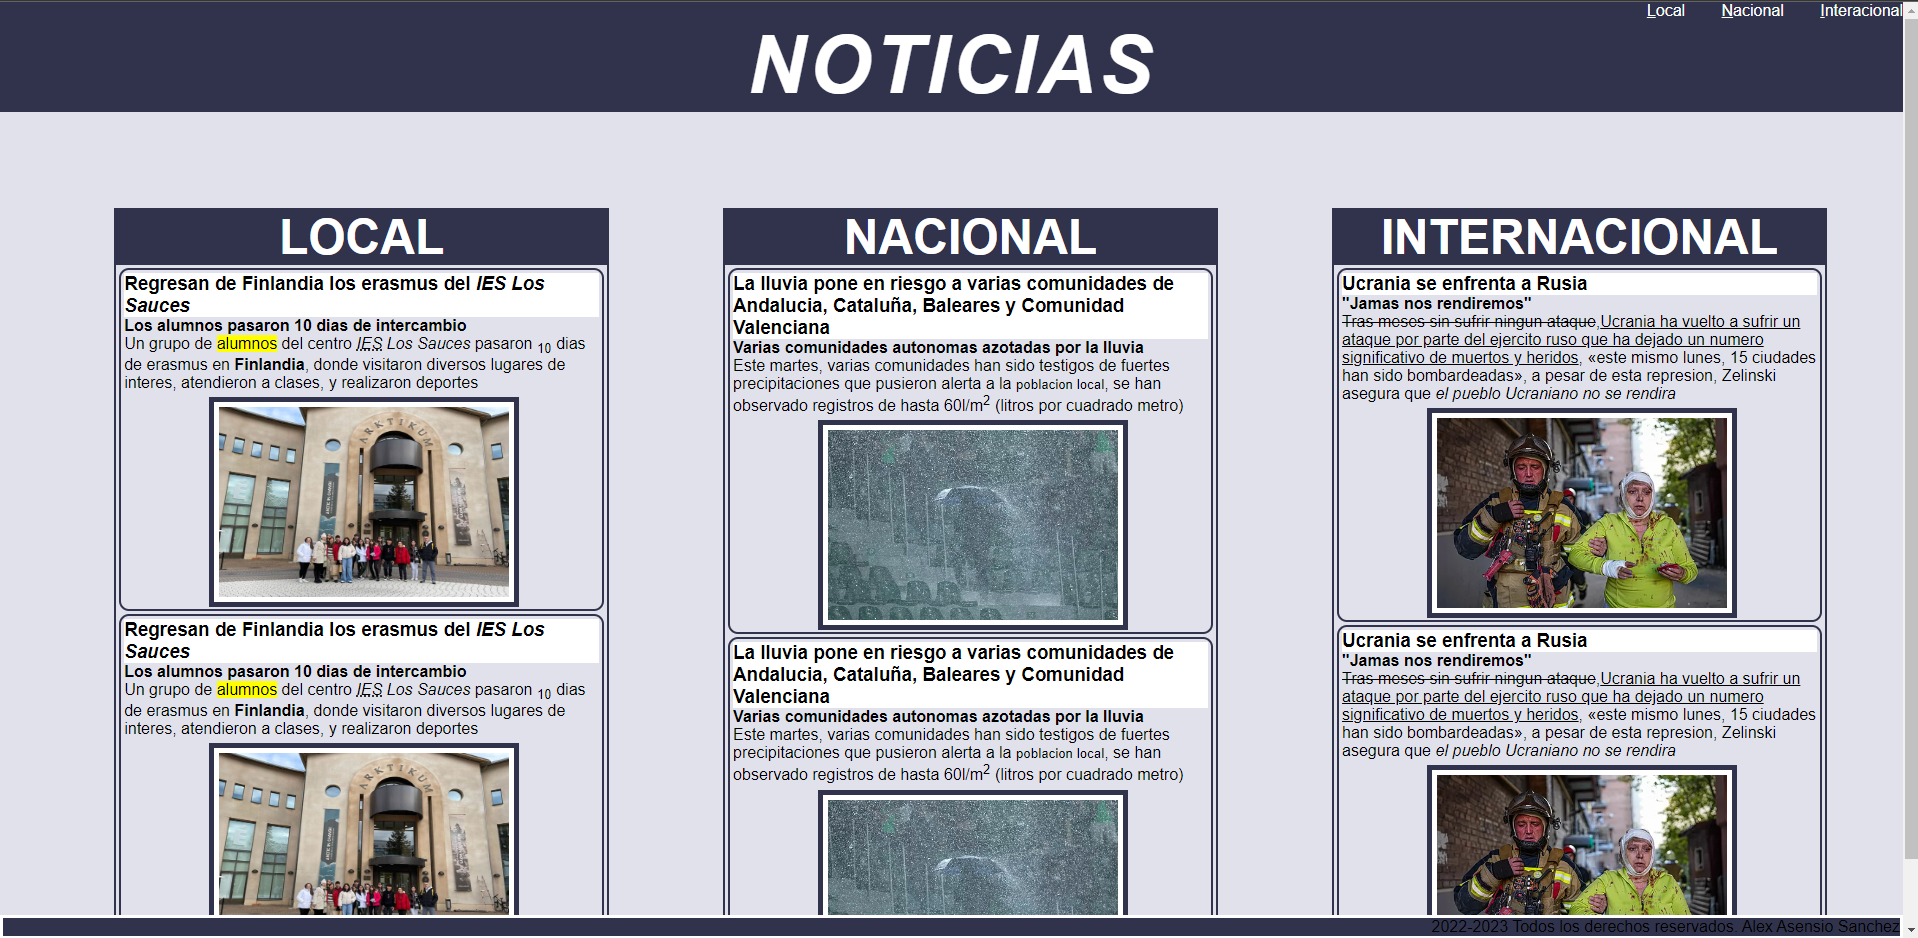 Local Nacional Interacional
NOTICIAS
LOCAL
Regresan de Finlandia los erasmus del IES Los
Sauces
Los alumnos pasaron 10 dias de intercambio
Un grupo de alumnos del centro IES Los Sauces pasaron 10 dias
de erasmus en Finlandia, donde visitaron diversos lugares de
interes, atendieron a clases, y realizaron deportes
ARKTIKUM
Regresan de Finlandia los erasmus del IES Los
Sauces
Los alumnos pasaron 10 dias de intercambio
Un grupo de alumnos del centro IES Los Sauces pasaron 10 dias
de erasmus en Finlandia, donde visitaron diversos lugares de
interes, atendieron a clases, y realizaron deportes
ARKTIKUM
NACIONAL
La lluvia pone en riesgo a varias comunidades de
Andalucia, Cataluña, Baleares y Comunidad
Valenciana
Varias comunidades autonomas azotadas por la lluvia
Este martes, varias comunidades han sido testigos de fuertes
precipitaciones que pusieron alerta a la poblacion local, se han
observado registros de hasta 60l/m2 (litros por cuadrado metro)
La lluvia pone en riesgo a varias comunidades de
Andalucia, Cataluña, Baleares y Comunidad
Valenciana
Varias comunidades autonomas azotadas por la lluvia
Este martes, varias comunidades han sido testigos de fuertes
precipitaciones que pusieron alerta a la poblacion local, se han
observado registros de hasta 60l/m2 (litros por cuadrado metro)
INTERNACIONAL
Ucrania se enfrenta a Rusia
"Jamas nos rendiremos"
Tras meses sin sufrir ningun ataque,Ucrania ha vuelto a sufrir un
ataque por parte del ejercito ruso que ha dejado un numero
significativo de muertos y heridos, «este mismo lunes, 15 ciudades
han sido bombardeadas», a pesar de esta represion, Zelinski
asegura que el pueblo Ucraniano no se rendira
Ucrania se enfrenta a Rusia
"Jamas nos rendiremos"
Tras meses sin sufrir ningun ataque,Ucrania ha vuelto a sufrir un
ataque por parte del ejercito ruso que ha dejado un numero
significativo de muertos y heridos, «este mismo lunes, 15 ciudades
han sido bombardeadas», a pesar de esta represion, Zelinski
asegura que el pueblo Ucraniano no se rendira
2022-2023 Todos los derechos reservados. Alex Asensio Sanchez